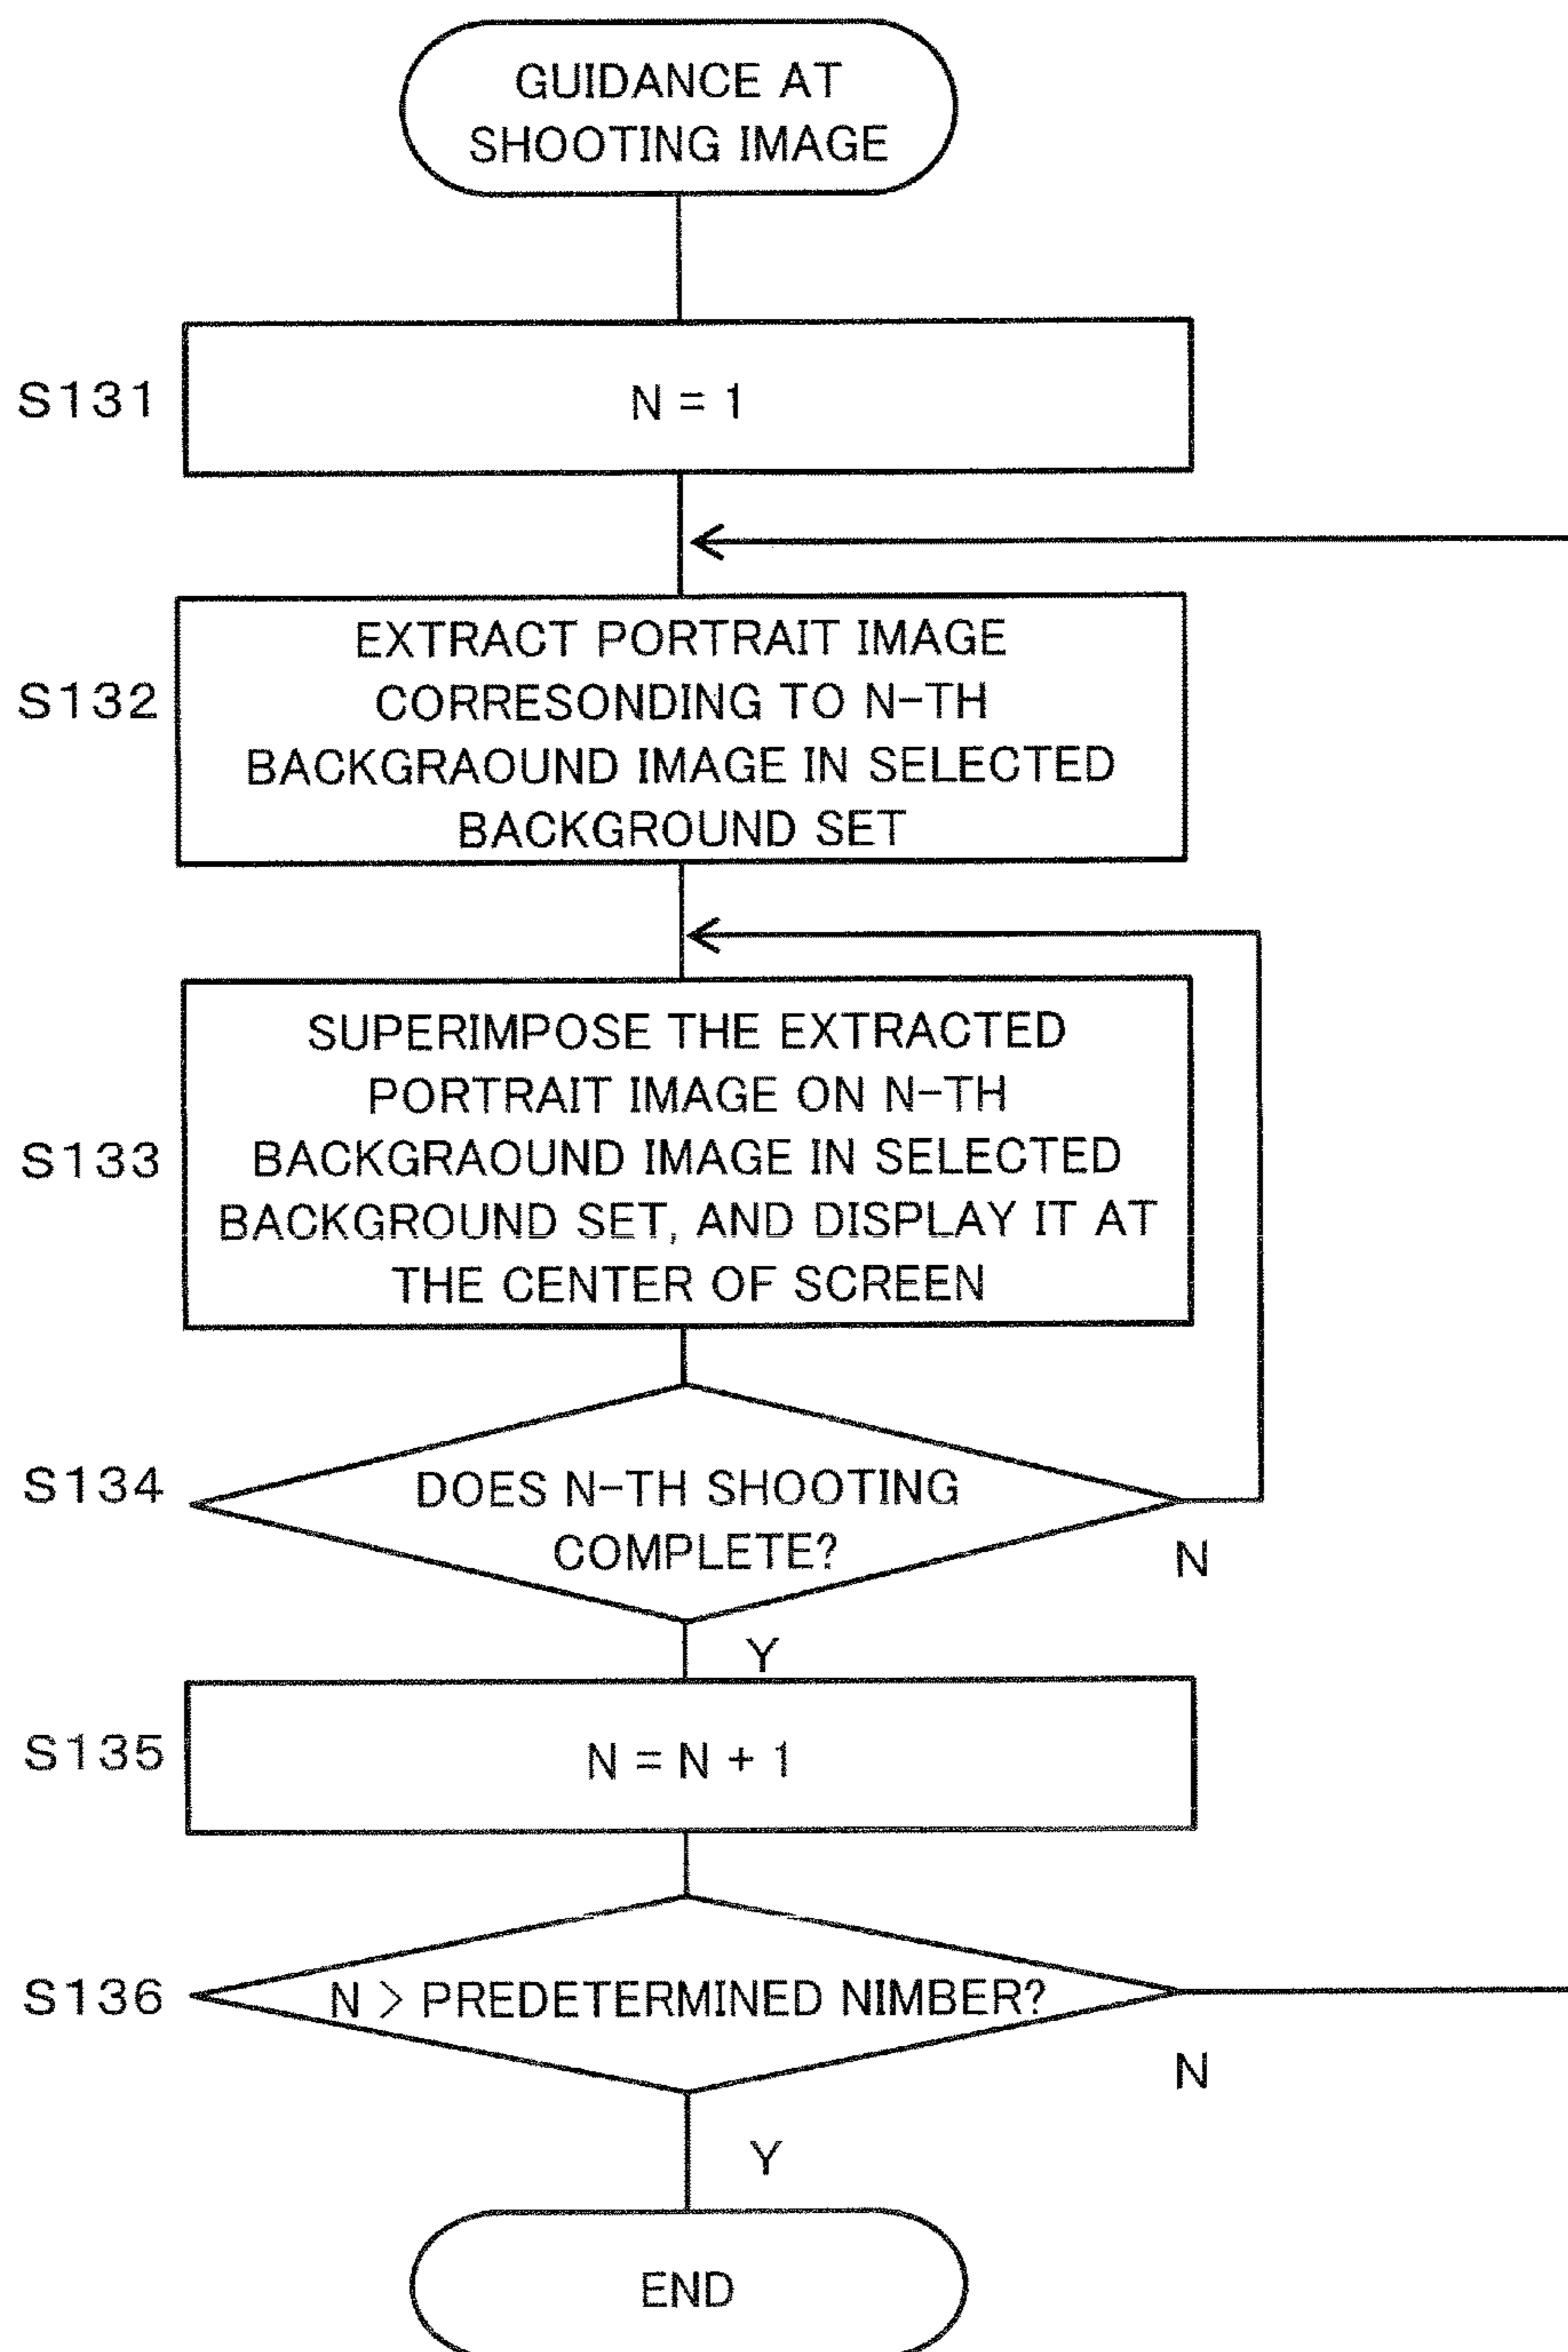 GUIDANCE AT
SHOOTING IMAGE
S131
N = 1
S132
EXTRACT PORTRAIT IMAGE
CORRESONDING TO N-TH
BACKGRAOUND IMAGE IN SELECTED
BACKGROUND SET
S133
SUPERIMPOSE THE EXTRACTED
PORTRAIT IMAGE ON N-TH
BACKGRAOUND IMAGE IN SELECTED
BACKGROUND SET, AND DISPLAY IT AT
THE CENTER OF SCREEN
S134
DOES N-TH SHOOTING
COMPLETE?
N
Y
S135
N = N + 1
S136
N > PREDETERMINED NIMBER?
N
Y
END